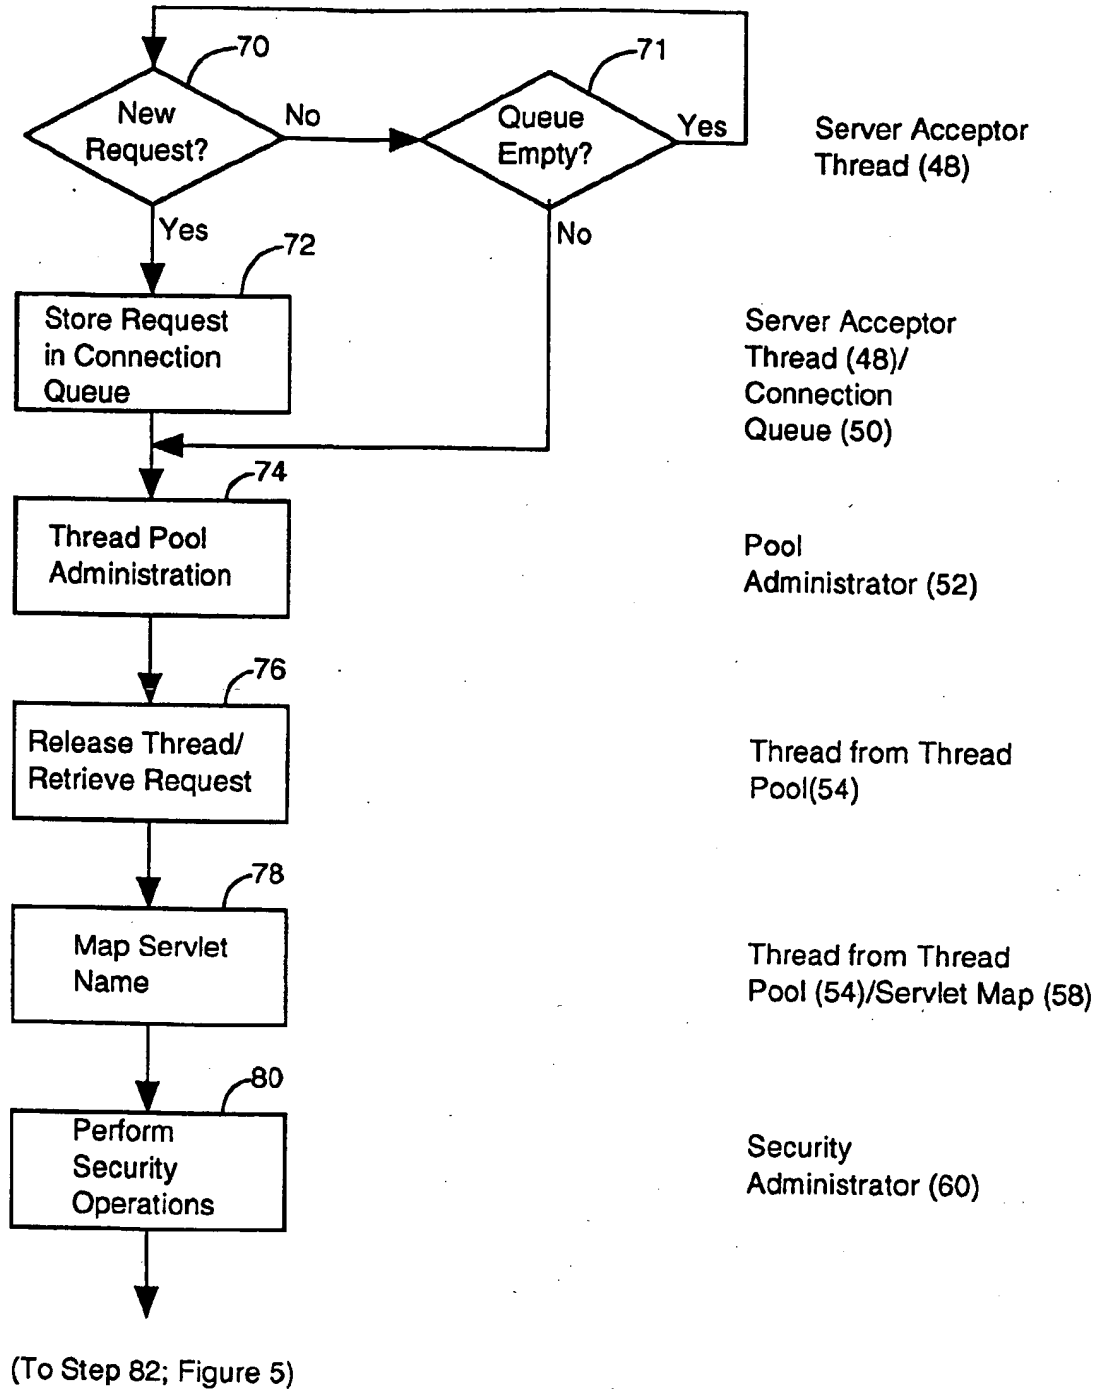 70
New
Request?
No
71
Queue
Empty?
Yes
Server Acceptor
Thread (48)
Yes
No
72
Store Request
in Connection
Queue
Server Acceptor
Thread (48)/
Connection
Queue (50)
74
Thread Pool
Administration
Pool
Administrator (52)
76
Release Thread/
Retrieve Request
Thread from Thread
Pool(54)
78
Map Servlet
Name
Thread from Thread
Pool (54)/Servlet Map (58)
80
Perform
Security
Operations
Security
Administrator (60)
(To Step 82; Figure 5)